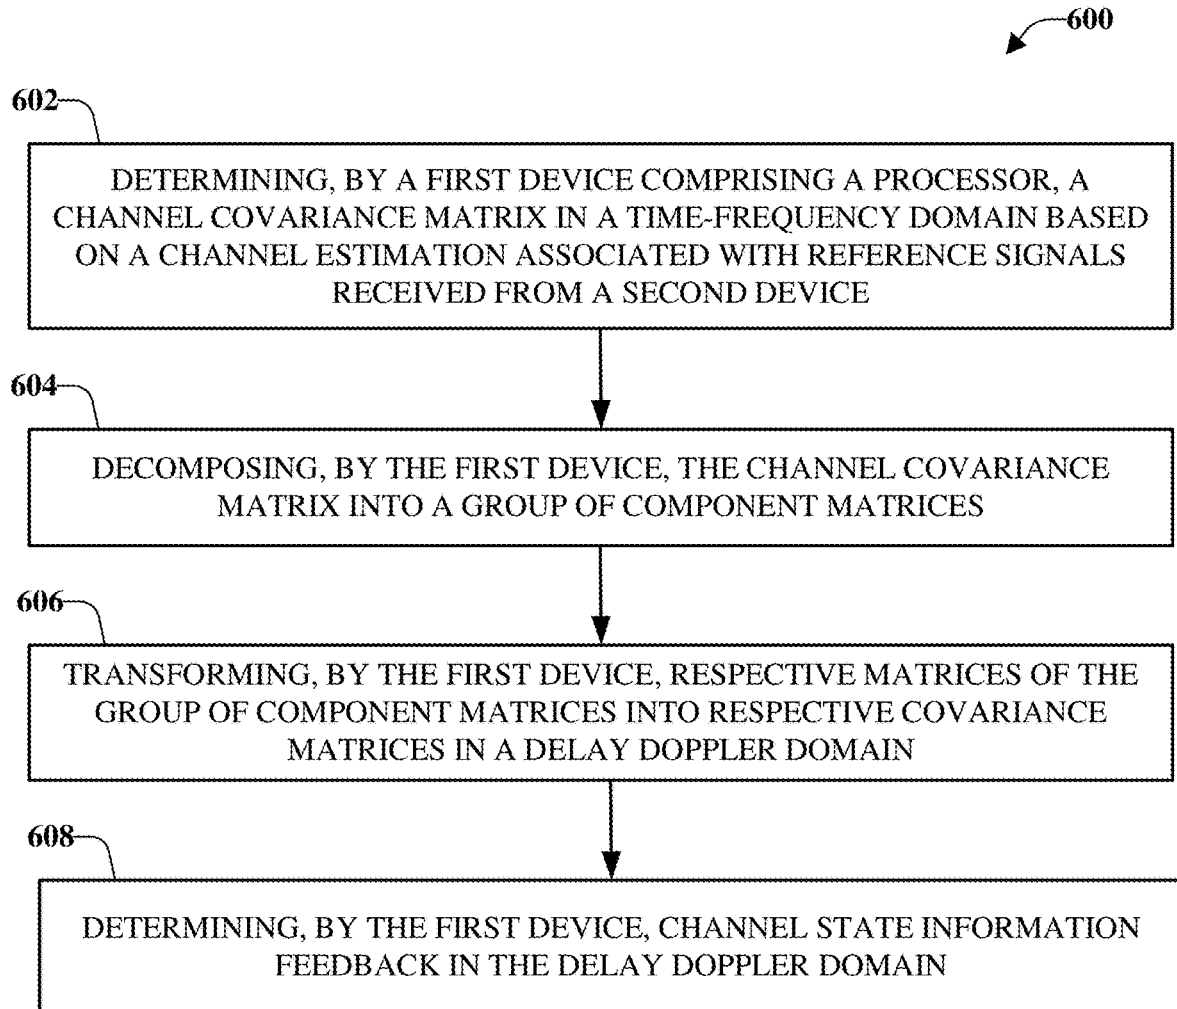 600
602
DETERMINING, BY A FIRST DEVICE COMPRISING A PROCESSOR, A
CHANNEL COVARIANCE MATRIX IN A TIME-FREQUENCY DOMAIN BASED
ON A CHANNEL ESTIMATION ASSOCIATED WITH REFERENCE SIGNALS
RECEIVED FROM A SECOND DEVICE
604
DECOMPOSING, BY THE FIRST DEVICE, THE CHANNEL COVARIANCE
MATRIX INTO A GROUP OF COMPONENT MATRICES
606
TRANSFORMING, BY THE FIRST DEVICE, RESPECTIVE MATRICES OF THE
GROUP OF COMPONENT MATRICES INTO RESPECTIVE COVARIANCE
MATRICES IN A DELAY DOPPLER DOMAIN
608
DETERMINING, BY THE FIRST DEVICE, CHANNEL STATE INFORMATION
FEEDBACK IN THE DELAY DOPPLER DOMAIN